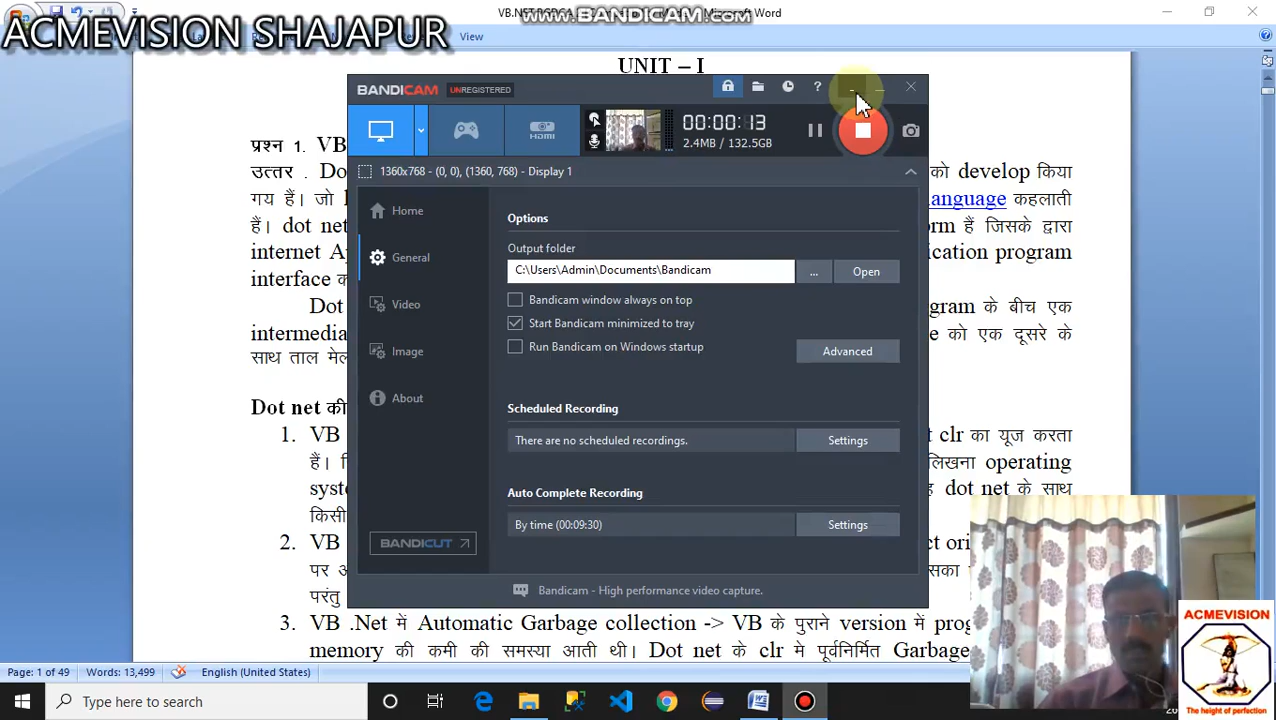 VB.NET
www.BANDICAM.com
Microsoft Word
ACMEVISION SHAJAPUR
View
UNIT – I
प्रश्न 1. VB
उत्तर . Do
को develop किया
गय हैं। जो
language कहलाती
हैं। dot net
orm हैं जिसके द्वारा
internet A
ication program
interface क
Dot
ogram के बीच एक
intermedia
को एक दूसरे के
साथ ताल मेल
Dot net की
1. VB
t clr का यूज करता
हैं।
लिखना operating
syst
ह dot net के साथ
किसी
2. VB
ct ori
पर अ
सका
परंतु
3. VB .Net में Automatic Garbage collection -> VB के पुराने version में prog
memory की कमी की समस्या आती थी। Dot net के clr मे पूर्वनिर्मित Garbage
BANDICAM UNREGISTERED
?
HDMI
00:00:13
2.4MB / 132.5GB
1360x768 - (0, 0), (1360, 768) - Display 1
Home
General
Video
Image
About
BANDICUT
Options
Output folder
C:\Users\Admin\Documents\Bandicam
...
Open
Bandicam window always on top
Start Bandicam minimized to tray
Run Bandicam on Windows startup
Advanced
Scheduled Recording
There are no scheduled recordings.
Settings
Auto Complete Recording
By time (00:09:30)
Settings
Bandicam - High performance video capture.
ACMEVISION
The height of perfection
Page: 1 of 49
Words: 13,499
English (United States)
Type here to search